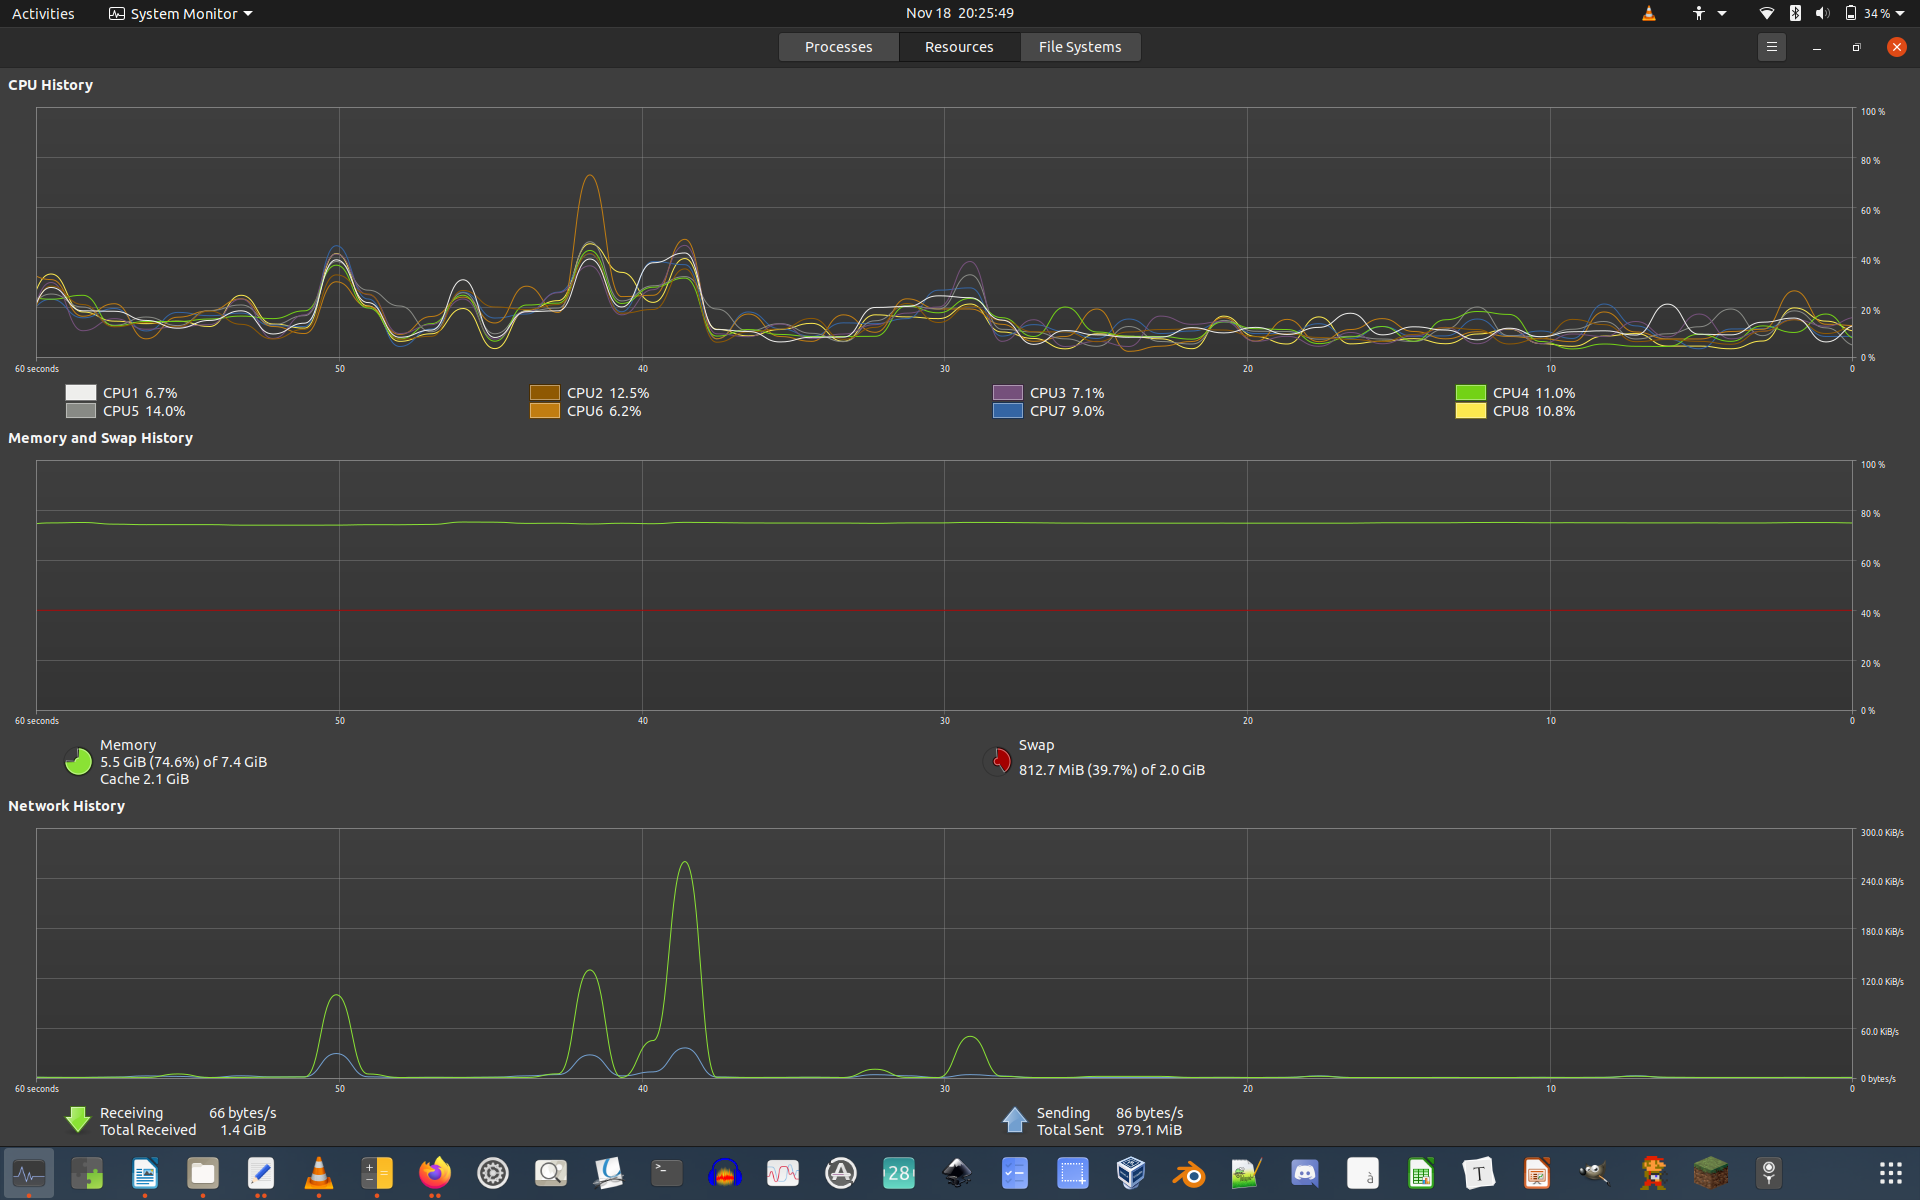 Activities System Monitor Nov 18 20:25:49 34 %
Processes Resources File Systems
CPU History
100 %
80 %
60 %
40 %
20 %
0 %
60 seconds 50 40 30 20 10 0
CPU1 6.7% CPU2 12.5% CPU3 7.1% CPU4 11.0%
CPU5 14.0% CPU6 6.2% CPU7 9.0% CPU8 10.8%
Memory and Swap History
100 %
80 %
60 %
40 %
20 %
0 %
60 seconds 50 40 30 20 10 0
Memory
5.5 GiB (74.6%) of 7.4 GiB
Cache 2.1 GiB
Swap
812.7 MiB (39.7%) of 2.0 GiB
Network History
300.0 KiB/s
240.0 KiB/s
180.0 KiB/s
120.0 KiB/s
60.0 KiB/s
0 bytes/s
60 seconds 50 40 30 20 10 0
Receiving 66 bytes/s
Total Received 1.4 GiB
Sending 86 bytes/s
Total Sent 979.1 MiB
28
à
T